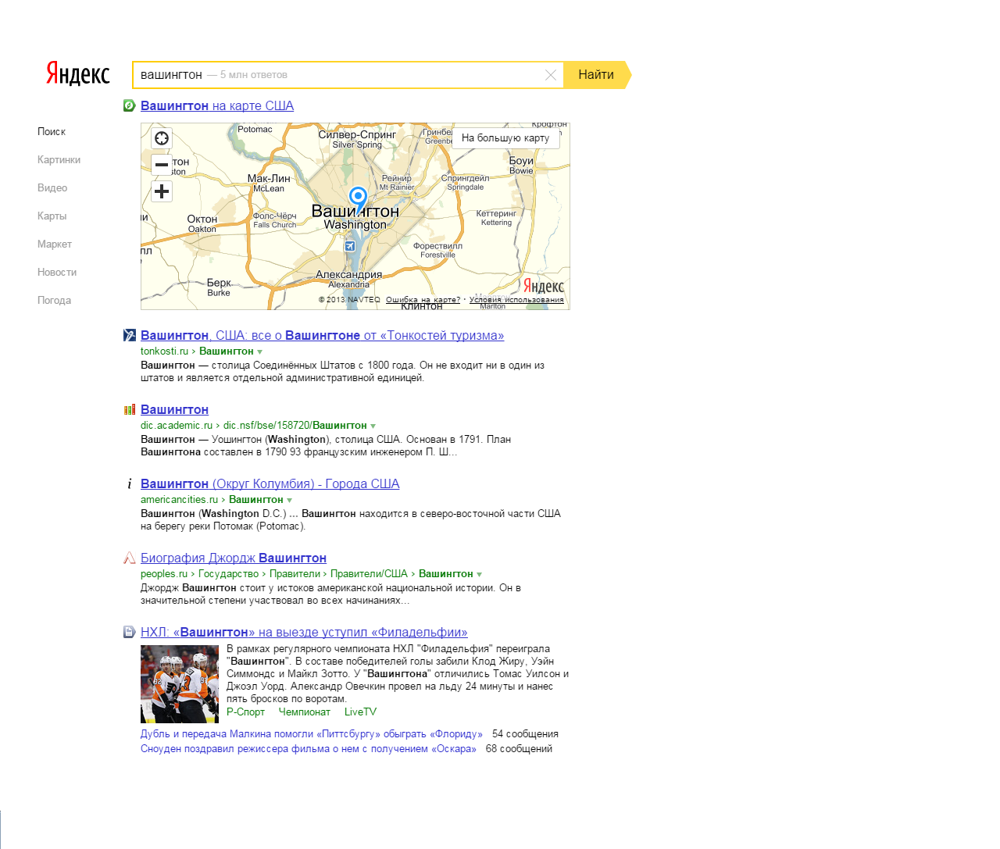 Яндекс
вашингтон — 5 млн ответов
Найти
Вашингтон на карте США
Поиск
Картинки
Видео
Карты
Маркет
Новости
Погода
Potomac
Силвер-Спринг
Silver Spring
Крофтон
На большую карту
Боуи
Bowie
Мак-Лин
McLean
Рейнир
Mt Rainier
Спрингдейл
Springdale
Вашингтон
Washington
Фолс-Чёрч
Falls Church
Октон
Oakton
Кеттеринг
Kettering
Форествилл
Forestville
Александрия
Alexandria
Берк
Burke
Яндекс
© 2013 NAVTEQ Ошибка на карте? · Условия использования
Клинтон
Marlton
Вашингтон, США: все о Вашингтоне от «Тонкостей туризма»
tonkosti.ru › Вашингтон
Вашингтон — столица Соединённых Штатов с 1800 года. Он не входит ни в один из
штатов и является отдельной административной единицей.
Вашингтон
dic.academic.ru › dic.nsf/bse/158720/Вашингтон
Вашингтон — Уошингтон (Washington), столица США. Основан в 1791. План
Вашингтона составлен в 1790 93 французским инженером П. Ш...
Вашингтон (Округ Колумбия) - Города США
americancities.ru › Вашингтон
Вашингтон (Washington D.C.) ... Вашингтон находится в северо-восточной части США
на берегу реки Потомак (Potomac).
Биография Джордж Вашингтон
peoples.ru › Государство › Правители › Правители/США › Вашингтон
Джордж Вашингтон стоит у истоков американской национальной истории. Он в
значительной степени участвовал во всех начинаниях...
НХЛ: «Вашингтон» на выезде уступил «Филадельфии»
В рамках регулярного чемпионата НХЛ "Филадельфия" переиграла
"Вашингтон". В составе победителей голы забили Клод Жиру, Уэйн
Симмондс и Майкл Зотто. У "Вашингтона" отличились Томас Уилсон и
Джоэл Уорд. Александр Овечкин провел на льду 24 минуты и нанес
пять бросков по воротам.
Р-Спорт Чемпионат LiveTV
Дубль и передача Малкина помогли «Питтсбургу» обыграть «Флориду» 54 сообщения
Сноуден поздравил режиссера фильма о нем с получением «Оскара» 68 сообщений